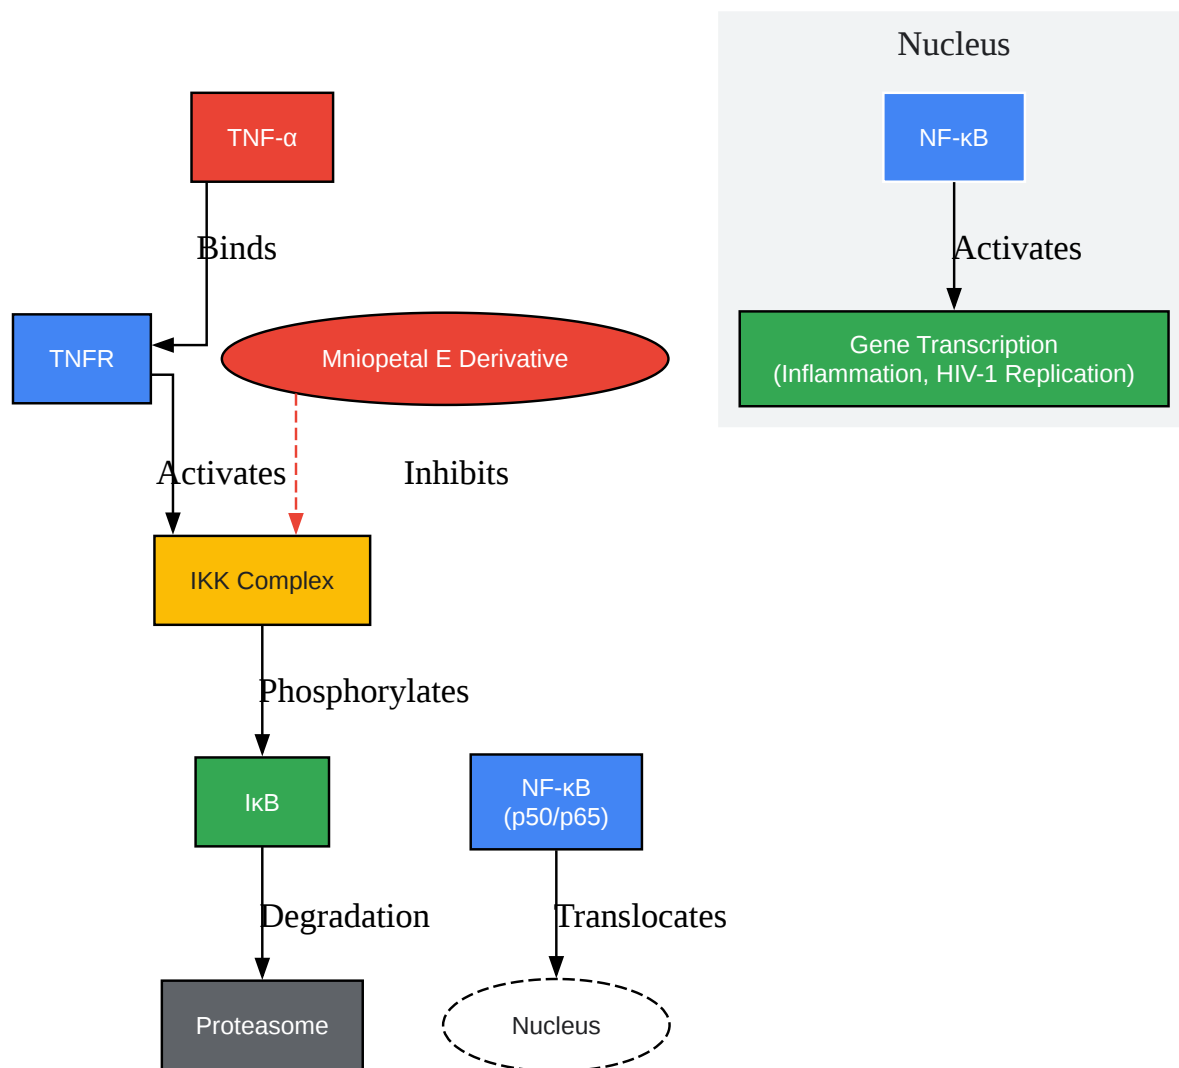 Nucleus
TNF-α
NF-κB
Binds
Activates
TNFR
Mniopetal E Derivative
Gene Transcription
(Inflammation, HIV-1 Replication)
Activates
Inhibits
IKK Complex
Phosphorylates
IκB
NF-κB
(p50/p65)
Degradation
Translocates
Proteasome
Nucleus